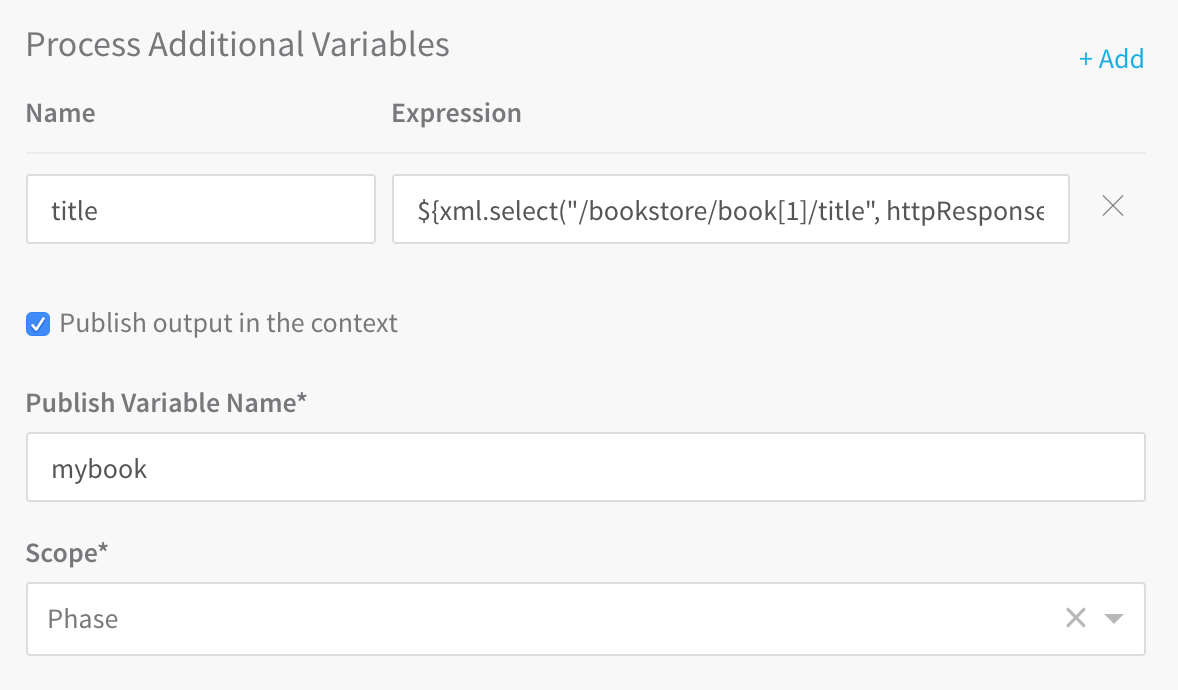 Process Additional Variables
+ Add
Name Expression
title ${xml.select("/bookstore/book[1]/title", httpResponse
Publish output in the context
Publish Variable Name*
mybook
Scope*
Phase